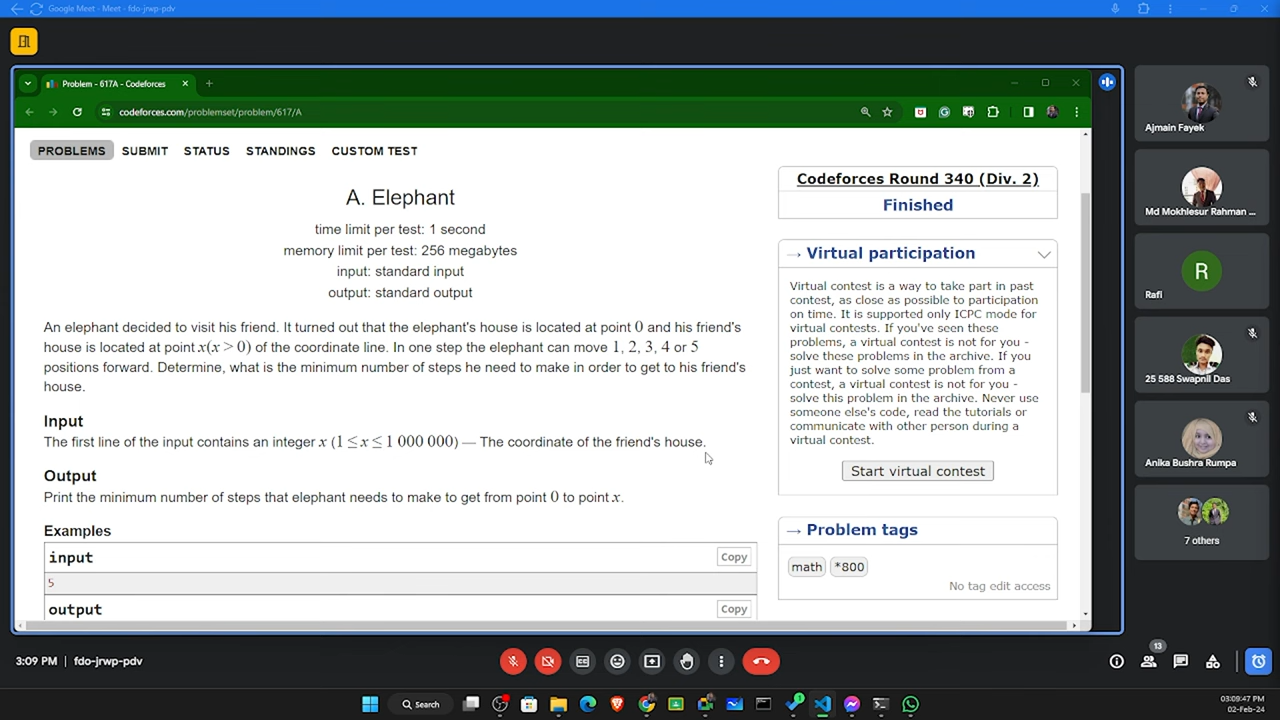 Google Meet - Meet - fdo-jrwp-pdv
Problem - 617A - Codeforces
codeforces.com/problemset/problem/617/A
PROBLEMS SUBMIT STATUS STANDINGS CUSTOM TEST
A. Elephant
time limit per test: 1 second
memory limit per test: 256 megabytes
input: standard input
output: standard output
An elephant decided to visit his friend. It turned out that the elephant's house is located at point 0 and his friend's
house is located at point x(x > 0) of the coordinate line. In one step the elephant can move 1, 2, 3, 4 or 5
positions forward. Determine, what is the minimum number of steps he need to make in order to get to his friend's
house.
Input
The first line of the input contains an integer x (1 ≤ x ≤ 1 000 000) — The coordinate of the friend's house.
Output
Print the minimum number of steps that elephant needs to make to get from point 0 to point x.
Examples
input
Copy
5
output
Copy
Codeforces Round 340 (Div. 2)
Finished
→ Virtual participation
Virtual contest is a way to take part in past
contest, as close as possible to participation
on time. It is supported only ICPC mode for
virtual contests. If you've seen these
problems, a virtual contest is not for you -
solve these problems in the archive. If you
just want to solve some problem from a
contest, a virtual contest is not for you -
solve this problem in the archive. Never use
someone else's code, read the tutorials or
communicate with other person during a
virtual contest.
Start virtual contest
→ Problem tags
math *800
No tag edit access
Ajmain Fayek
Md Mokhlesur Rahman ...
R
Rafi
25 588 Swapnil Das
Anika Bushra Rumpa
7 others
3:09 PM | fdo-jrwp-pdv
13
Search
1
03:09:47 PM
02-Feb-24